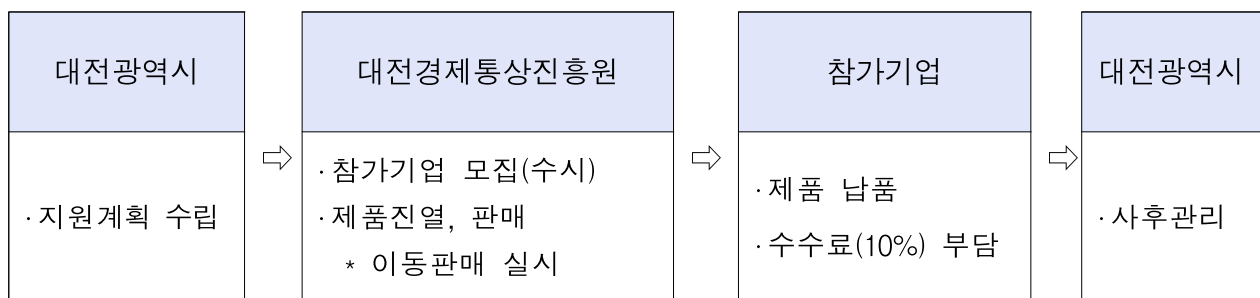 대전광역시
· 지원계획 수립
대전경제통상진흥원
· 참가기업 모집(수시)
· 제품진열, 판매
* 이동판매 실시
참가기업
· 제품 납품
· 수수료(10%) 부담
대전광역시
· 사후관리